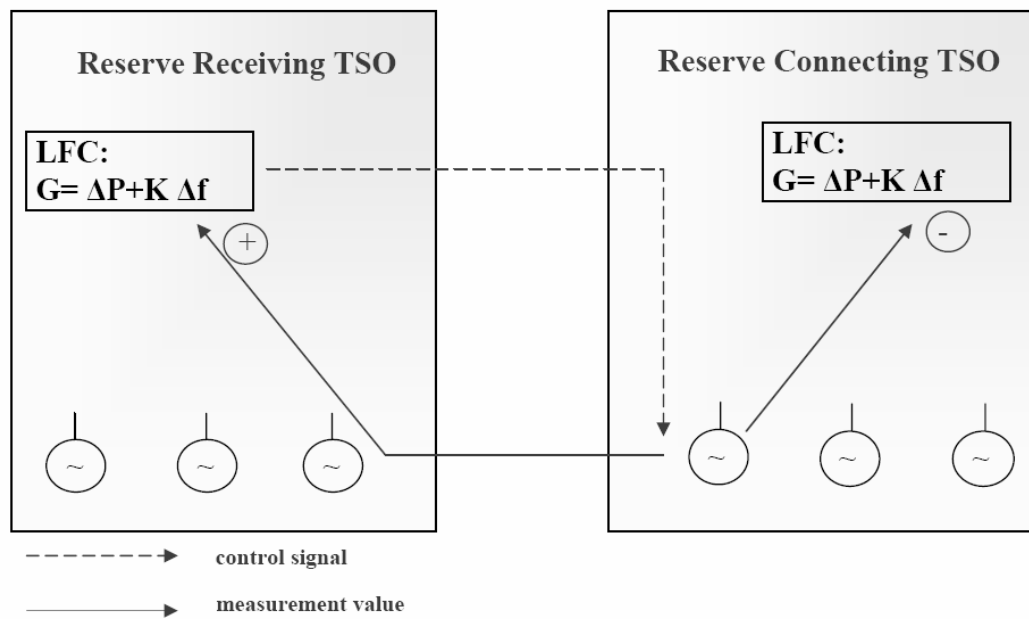 Reserve Receiving TSO
Reserve Connecting TSO
LFC:
G= ΔP+K Δf
LFC:
G= ΔP+K Δf
+
-
~
~
~
~
~
~
control signal
measurement value